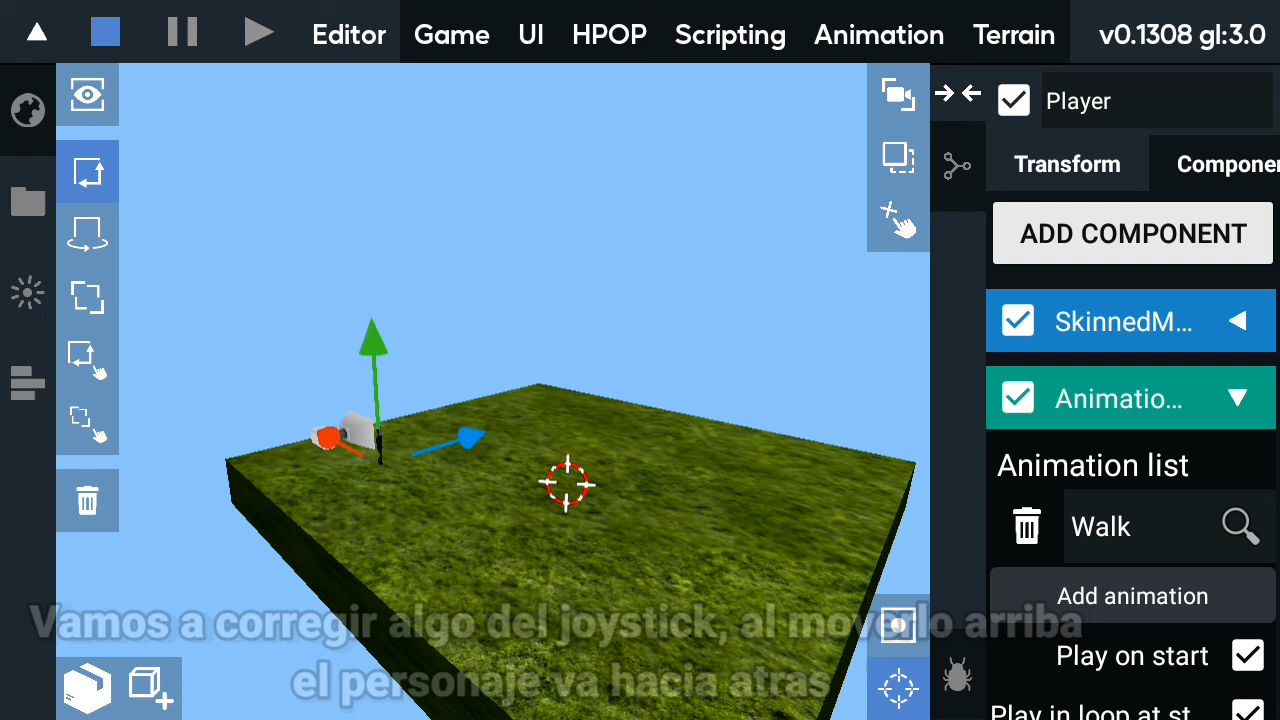 Editor Game UI HPOP Scripting Animation Terrain v0.1308 gl:3.0
Player
Transform Componen
ADD COMPONENT
SkinnedM...
Animatio...
Animation list
Walk
Add animation
Play on start
Play in loop at st
Vamos a corregir algo del joystick, al moverlo arriba
el personaje va hacia atras